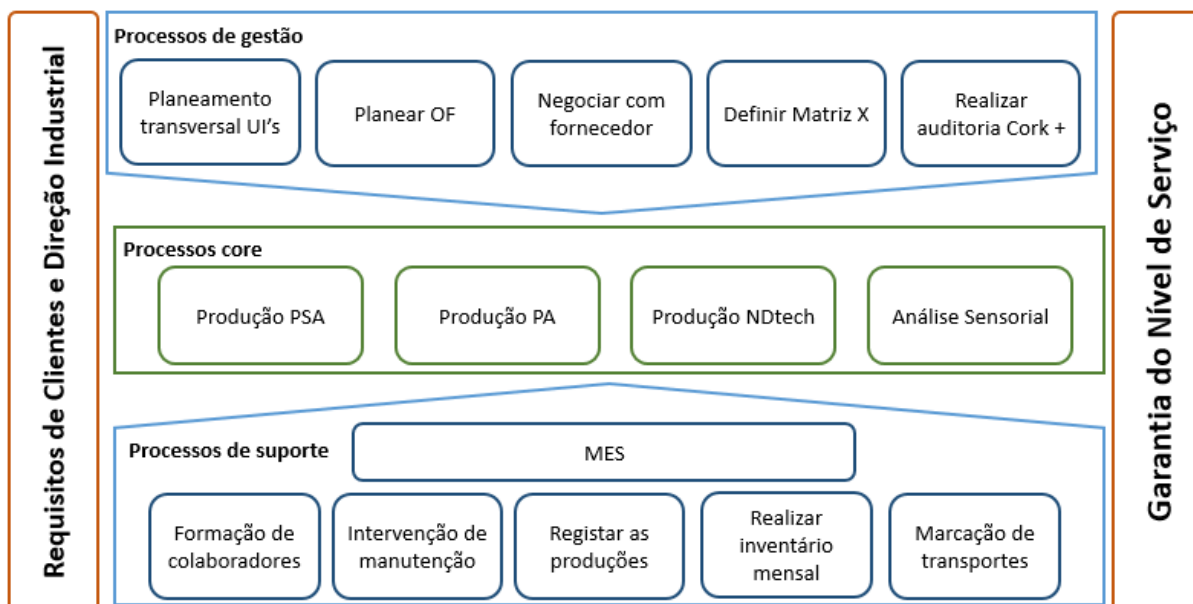 Requisitos de Clientes e Direção Industrial
Processos de gestão
Planeamento
transversal UI's
Planear OF
Negociar com
fornecedor
Definir Matriz X
Realizar
auditoria Cork +
Processos core
Produção PSA
Produção PA
Produção NDtech
Análise Sensorial
Processos de suporte
MES
Formação de
colaboradores
Intervenção de
manutenção
Registar as
produções
Realizar
inventário
mensal
Marcação de
transportes
Garantia do Nível de Serviço